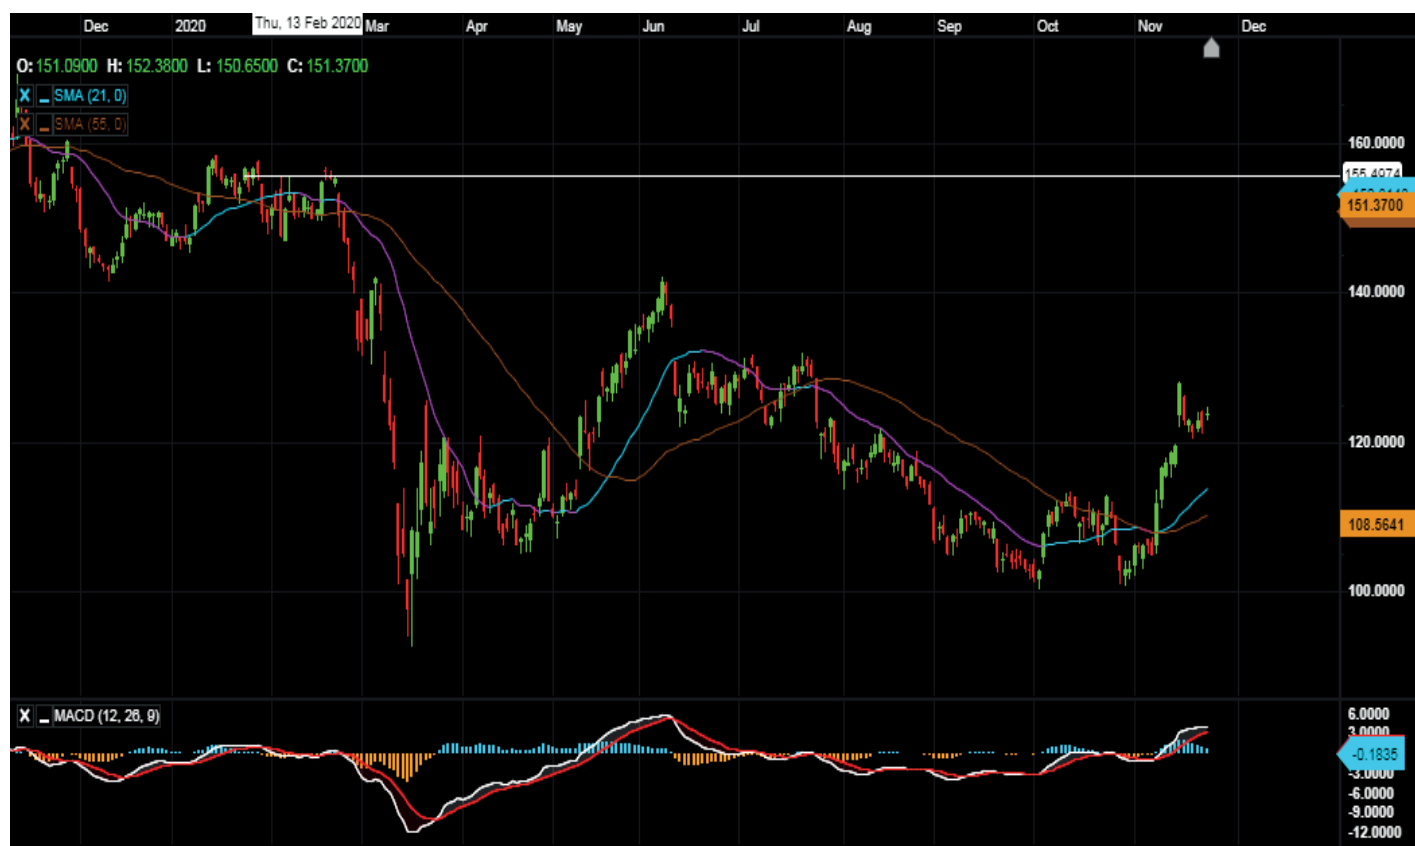 Dec 2020 Thu, 13 Feb 2020 Mar Apr May Jun Jul Aug Sep Oct Nov Dec
O: 151.0900 H: 152.3800 L: 150.6500 C: 151.3700
X SMA (21, 0)
X SMA (55, 0)
160.0000
155.4974
151.3700
140.0000
120.0000
108.5641
100.0000
X MACD (12, 26, 9)
6.0000
3.0000
-0.1835
-3.0000
-6.0000
-9.0000
-12.0000